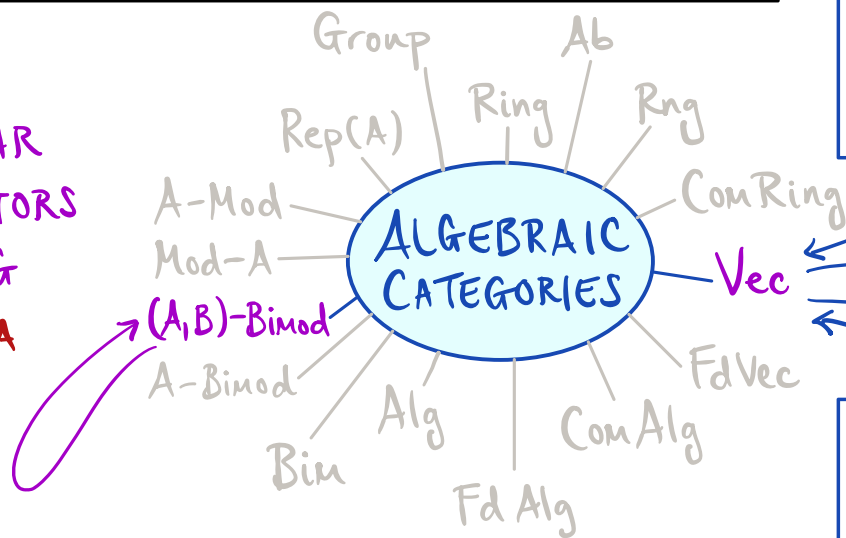 Group
Ab
Rep(A)
Ring
Rng
A-Mod
ComRing
Mod-A
ALGEBRAIC
CATEGORIES
Vec
(A,B)-Bimod
A-Bimod
FdVec
Alg
ComAlg
Bim
Fd Alg